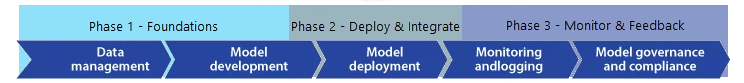 Phase 1 - Foundations
Phase 2 - Deploy & Integrate
Phase 3 - Monitor & Feedback
Data
management
Model
development
Model
deployment
Monitoring
andlogging
Model governance
and compliance